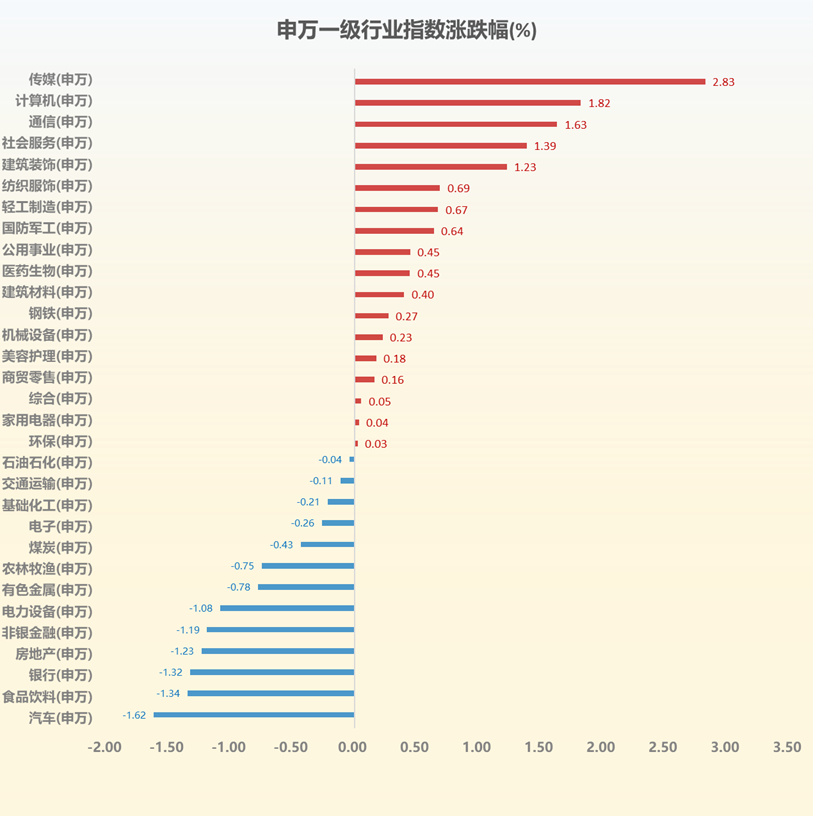 申万一级行业指数涨跌幅(%)
传媒(申万) 2.83
计算机(申万) 1.82
通信(申万) 1.63
社会服务(申万) 1.39
建筑装饰(申万) 1.23
纺织服饰(申万) 0.69
轻工制造(申万) 0.67
国防军工(申万) 0.64
公用事业(申万) 0.45
医药生物(申万) 0.45
建筑材料(申万) 0.40
钢铁(申万) 0.27
机械设备(申万) 0.23
美容护理(申万) 0.18
商贸零售(申万) 0.16
综合(申万) 0.05
家用电器(申万) 0.04
环保(申万) 0.03
石油石化(申万) -0.04
交通运输(申万) -0.11
基础化工(申万) -0.21
电子(申万) -0.26
煤炭(申万) -0.43
农林牧渔(申万) -0.75
有色金属(申万) -0.78
电力设备(申万) -1.08
非银金融(申万) -1.19
房地产(申万) -1.23
银行(申万) -1.32
食品饮料(申万) -1.34
汽车(申万) -1.62
-2.00 -1.50 -1.00 -0.50 0.00 0.50 1.00 1.50 2.00 2.50 3.00 3.50